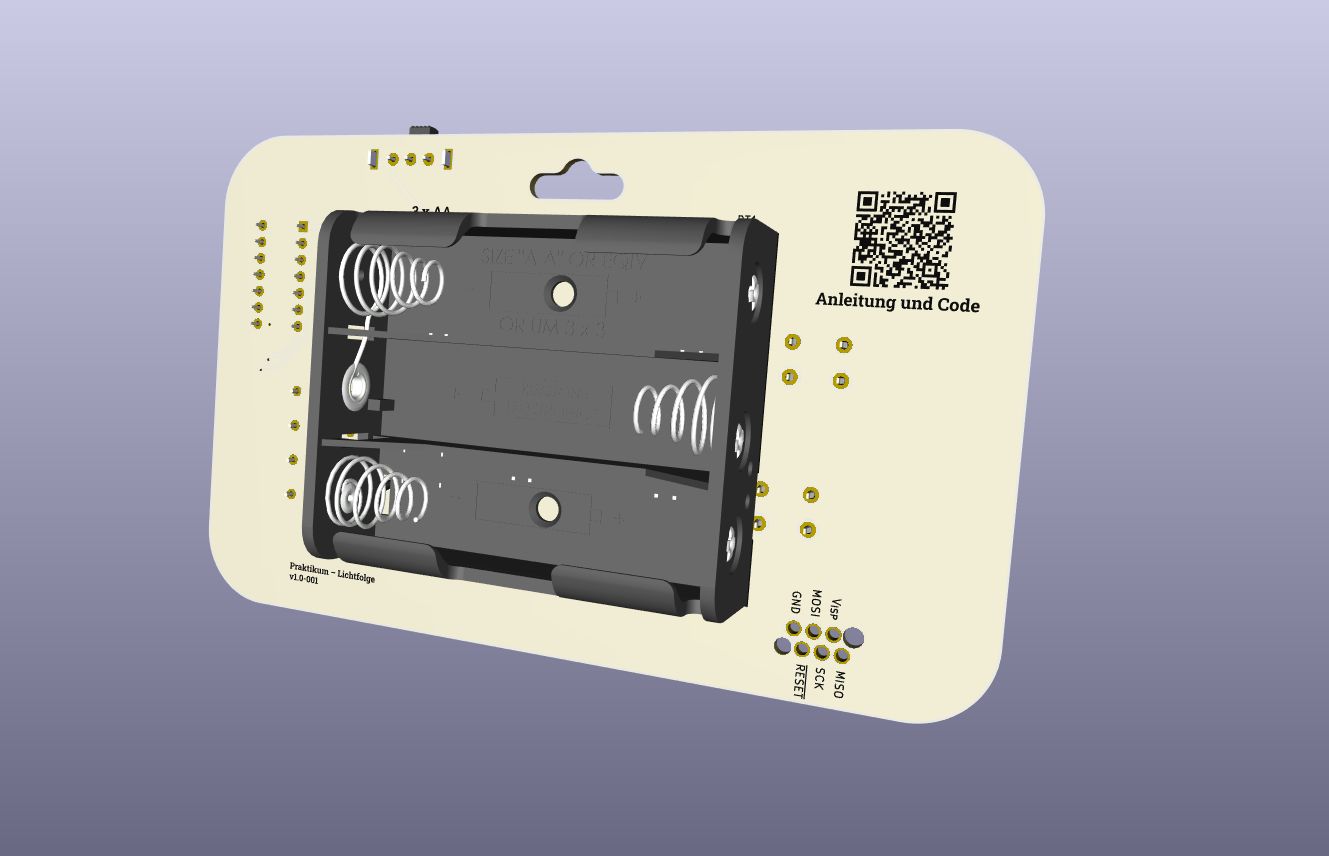 3 x AA
BT1
SIZE "A A" OR EQIV
OR UM 3 x 3
Anleitung und Code
Praktikum – Lichtfolge
v1.0-001
GND
MOSI
VISP
RESET
SCK
MISO